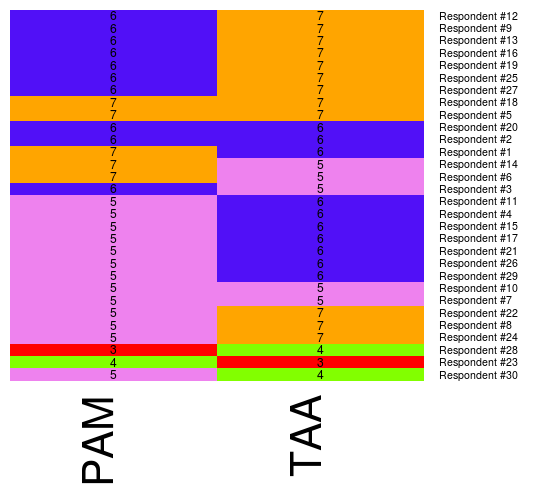 6 7 Respondent #12
6 7 Respondent #9
6 7 Respondent #13
6 7 Respondent #16
6 7 Respondent #19
6 7 Respondent #25
6 7 Respondent #27
7 7 Respondent #18
7 7 Respondent #5
6 6 Respondent #20
6 6 Respondent #2
7 6 Respondent #1
7 5 Respondent #14
7 5 Respondent #6
6 5 Respondent #3
5 6 Respondent #11
5 6 Respondent #4
5 6 Respondent #15
5 6 Respondent #17
5 6 Respondent #21
5 6 Respondent #26
5 6 Respondent #29
5 5 Respondent #10
5 5 Respondent #7
5 7 Respondent #22
5 7 Respondent #8
5 7 Respondent #24
3 4 Respondent #28
4 3 Respondent #23
5 4 Respondent #30
PAM
TAA